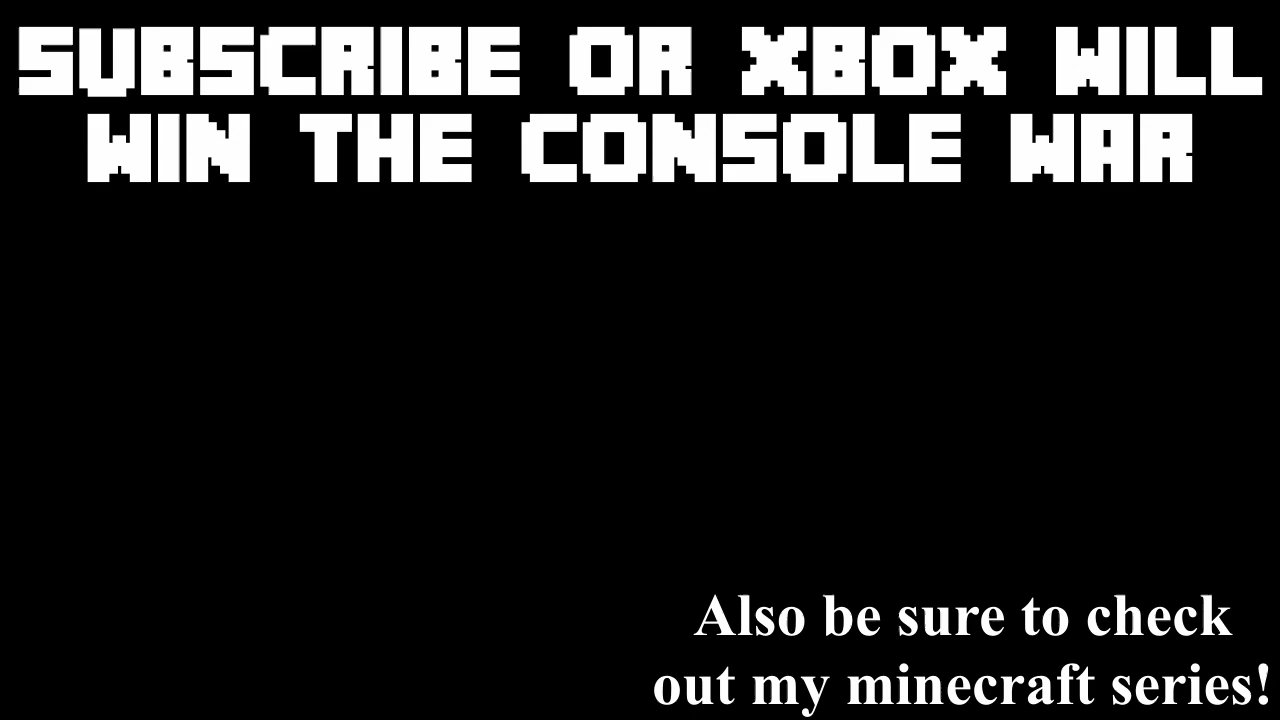 SUBSCRIBE OR XBOX WILL
WIN THE CONSOLE WAR
Also be sure to check
out my minecraft series!